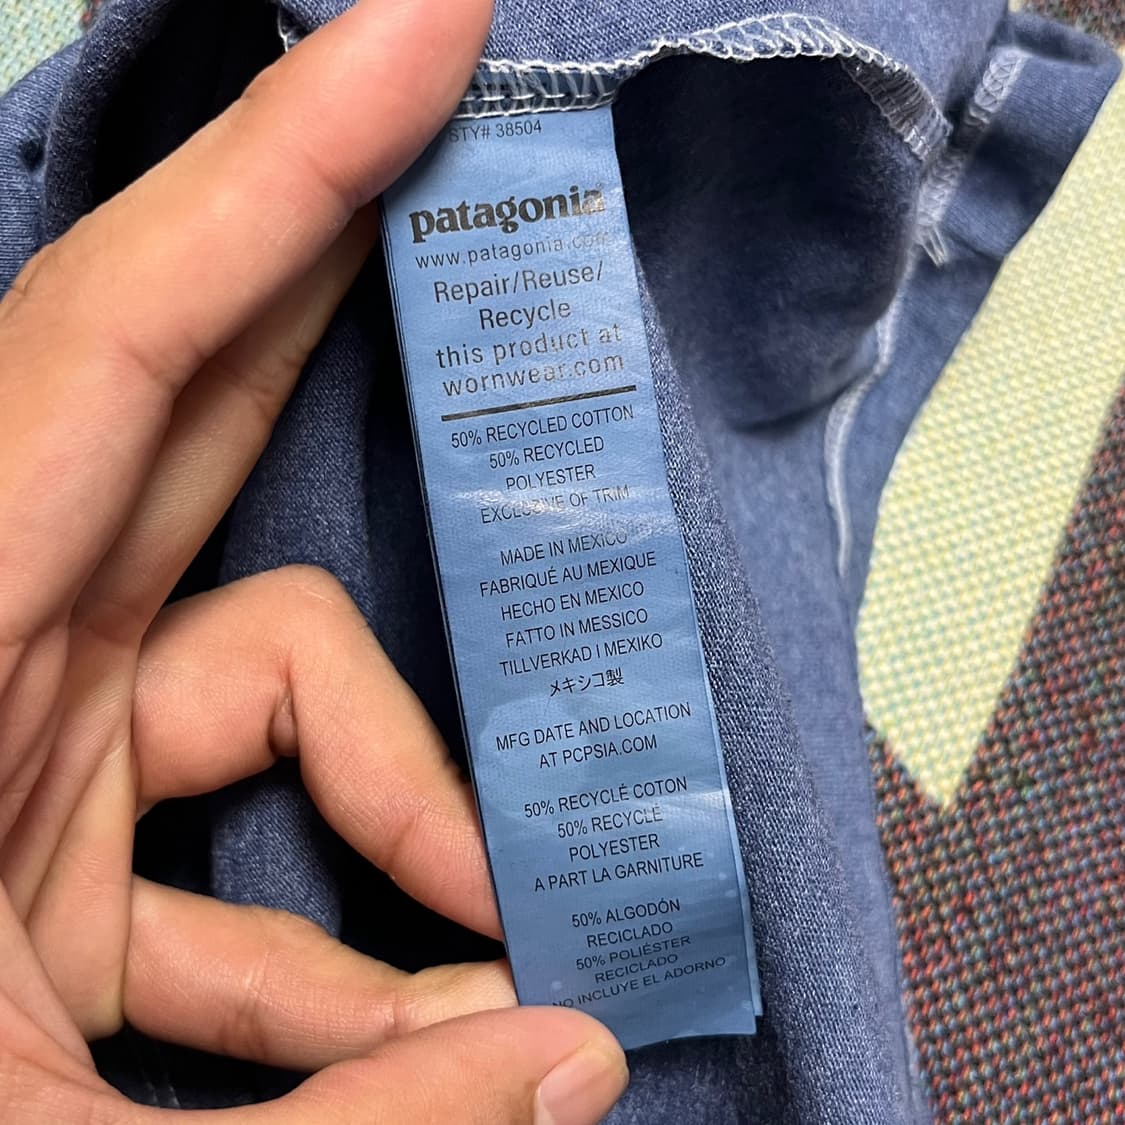 STY# 38504
patagonia
www.patagonia.com
Repair/Reuse/
Recycle
this product at
wornwear.com
50% RECYCLED COTTON
50% RECYCLED
POLYESTER
EXCLUSIVE OF TRIM
MADE IN MEXICO
FABRIQUÉ AU MEXIQUE
HECHO EN MEXICO
FATTO IN MESSICO
TILLVERKAD I MEXIKO
メキシコ製
MFG DATE AND LOCATION
AT PCPSIA.COM
50% RECYCLÉ COTON
50% RECYCLÉ
POLYESTER
A PART LA GARNITURE
50% ALGODÓN
RECICLADO
50% POLIÉSTER
RECICLADO
NO INCLUYE EL ADORNO